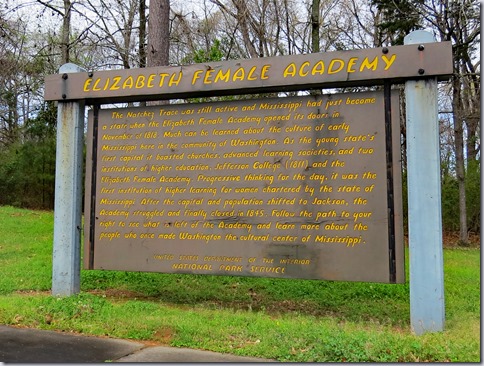 ELIZABETH FEMALE ACADEMY
The Natchez Trace was still active and Mississippi had just become
a state when the Elizabeth Female Academy opened its doors in
November of 1818. Much can be learned about the culture of early
Mississippi here in the community of Washington. As the young state's'
first capital it boasted churches, advanced learning societies, and two
institutions of higher education, Jefferson College (1811) and the
Elizabeth Female Academy. Progressive thinking for the day, it was the
first institution of higher learning for women chartered by the state of
Mississippi. After the capital and population shifted to Jackson, the
Academy struggled and finally closed in 1845. Follow the path to your
right to see what is left of the Academy and learn more about the
people who once made Washington the cultural center of Mississippi.
UNITED STATES DEPARTMENT OF THE INTERIOR
NATIONAL PARK SERVICE